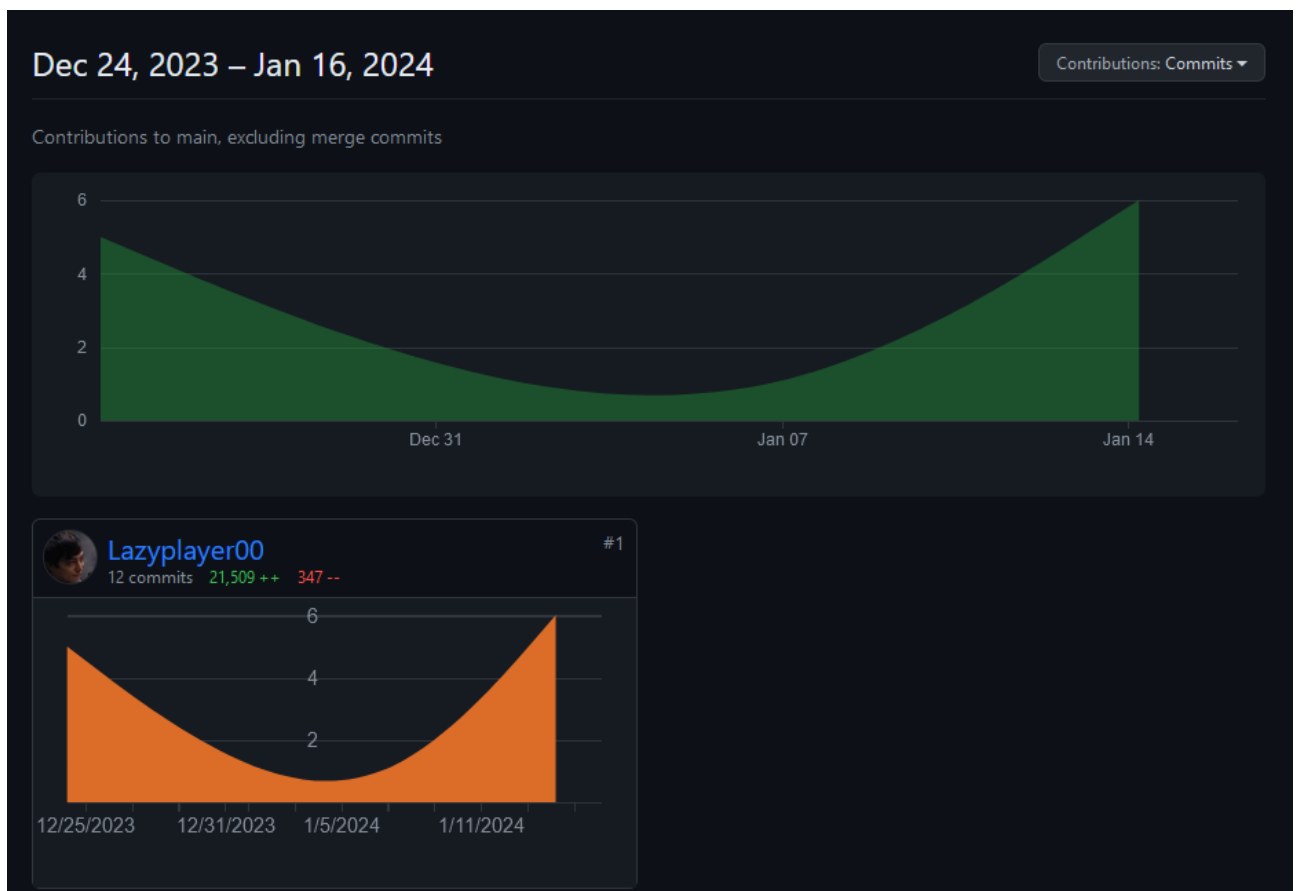 Dec 24, 2023 – Jan 16, 2024
Contributions: Commits
Contributions to main, excluding merge commits
6
4
2
0
Dec 31 Jan 07 Jan 14
Lazyplayer00 #1
12 commits 21,509 ++ 347 --
6
4
2
12/25/2023 12/31/2023 1/5/2024 1/11/2024